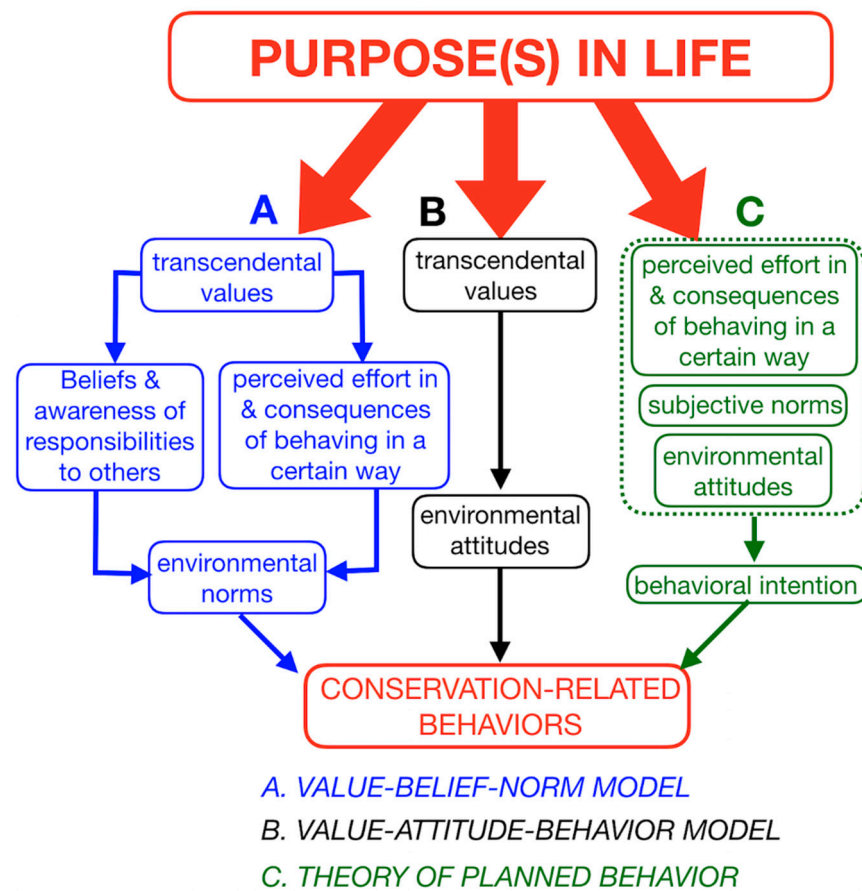 PURPOSE(S) IN LIFE
A
transcendental
values
Beliefs &
awareness of
responsibilities
to others
perceived effort in
& consequences
of behaving in a
certain way
environmental
norms
B
transcendental
values
environmental
attitudes
C
perceived effort in
& consequences
of behaving in a
certain way
subjective norms
environmental
attitudes
behavioral intention
CONSERVATION-RELATED
BEHAVIORS
A. VALUE-BELIEF-NORM MODEL
B. VALUE-ATTITUDE-BEHAVIOR MODEL
C. THEORY OF PLANNED BEHAVIOR